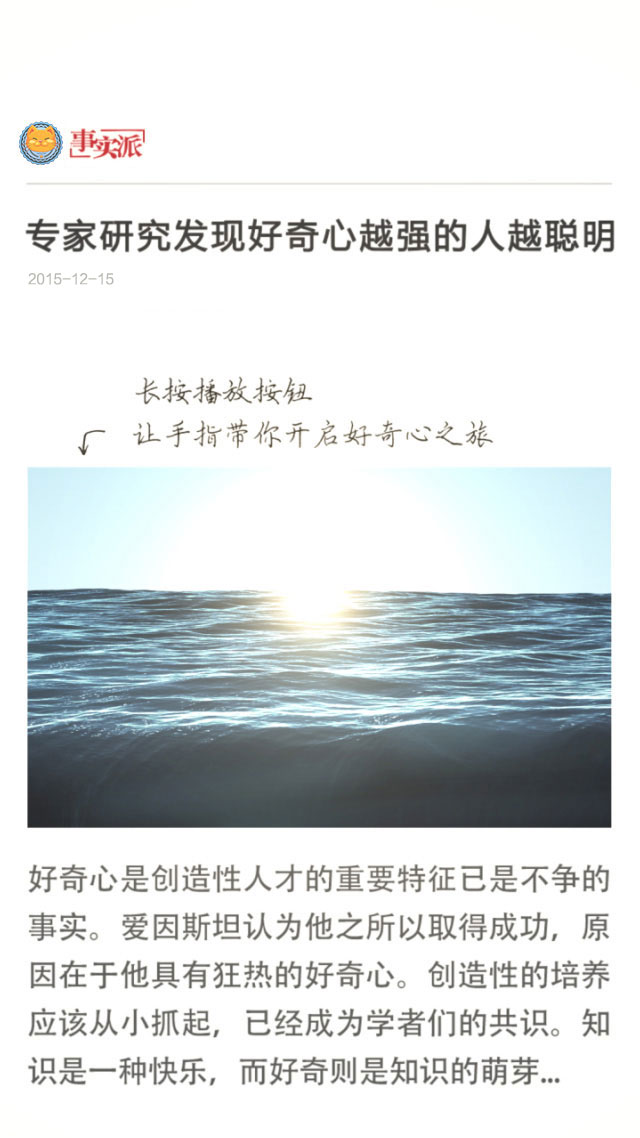 事实派
专家研究发现好奇心越强的人越聪明
2015-12-15
长按播放按钮
让手指带你开启好奇心之旅
好奇心是创造性人才的重要特征已是不争的
事实。爱因斯坦认为他之所以取得成功，原
因在于他具有狂热的好奇心。创造性的培养
应该从小抓起，已经成为学者们的共识。知
识是一种快乐，而好奇则是知识的萌芽...